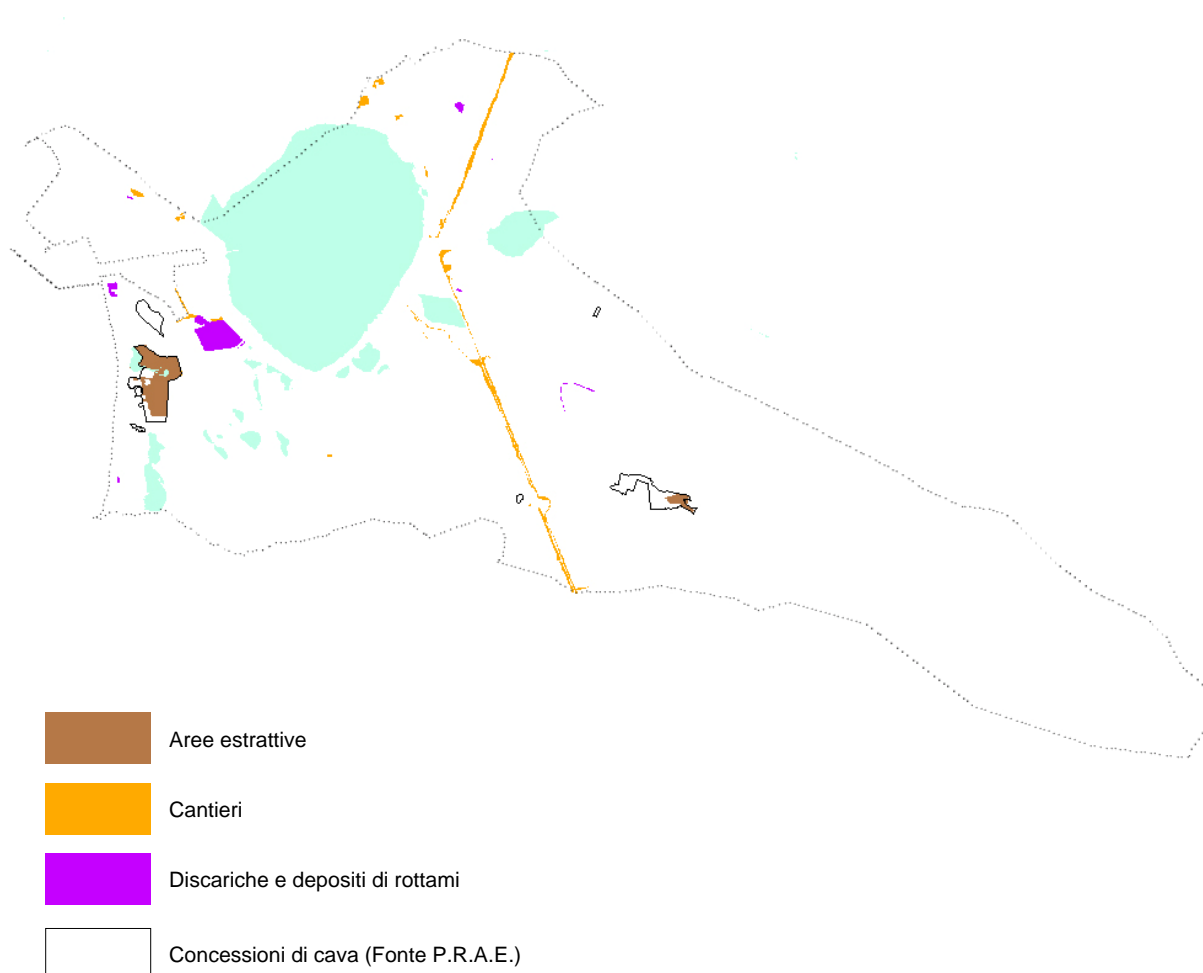 Aree estrattive
Cantieri
Discariche e depositi di rottami
Concessioni di cava (Fonte P.R.A.E.)